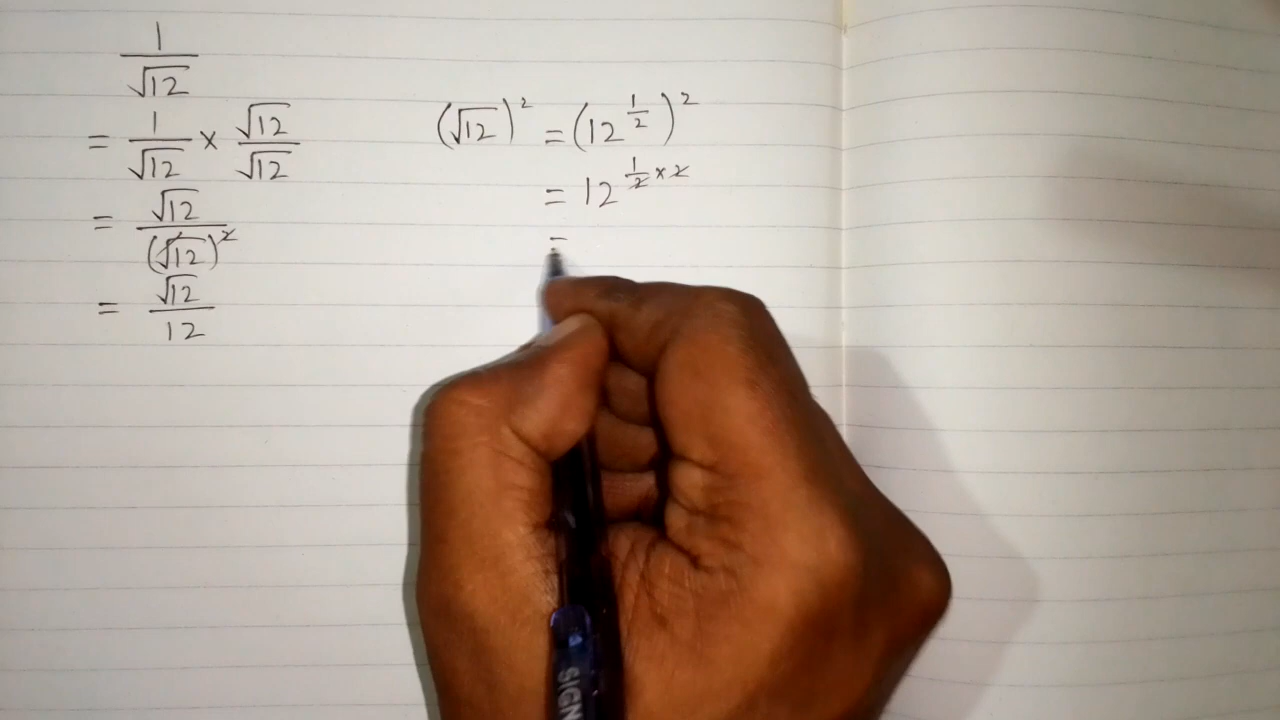 1/√12
= 1/√12 × √12/√12
= √12/(√12)²
= √12/12
(√12)² = (12^(1/2))²
= 12^(1/2 × 2)
=
SIGN